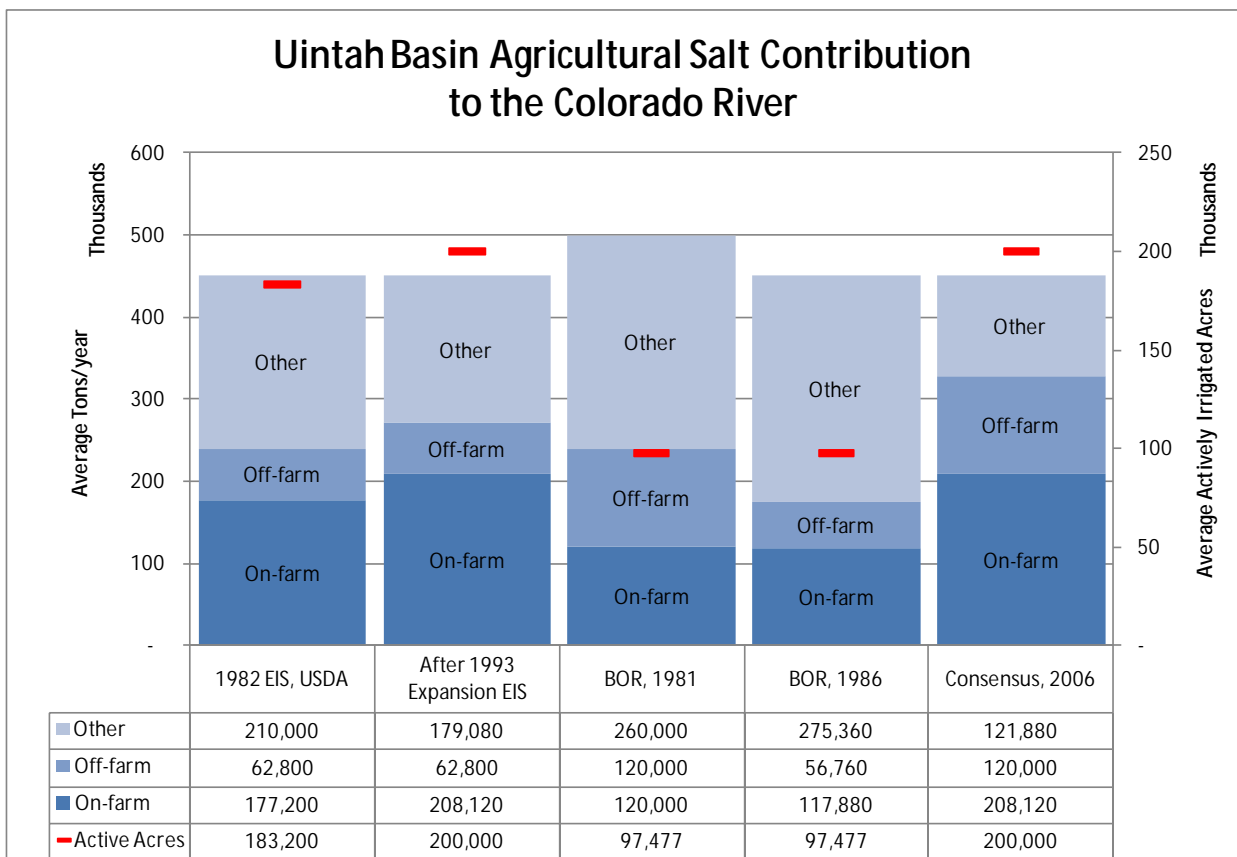 Uintah Basin Agricultural Salt Contribution
to the Colorado River
Thousands
Average Tons/year
600
500
400
300
200
100
-
Other
Off-farm
On-farm
Other
Off-farm
On-farm
Other
Off-farm
On-farm
Other
Off-farm
On-farm
Other
Off-farm
On-farm
250
200
150
100
50
-
Thousands
Average Actively Irrigated Acres
1982 EIS, USDA
After 1993
Expansion EIS
BOR, 1981
BOR, 1986
Consensus, 2006
Other 210,000 179,080 260,000 275,360 121,880
Off-farm 62,800 62,800 120,000 56,760 120,000
On-farm 177,200 208,120 120,000 117,880 208,120
Active Acres 183,200 200,000 97,477 97,477 200,000